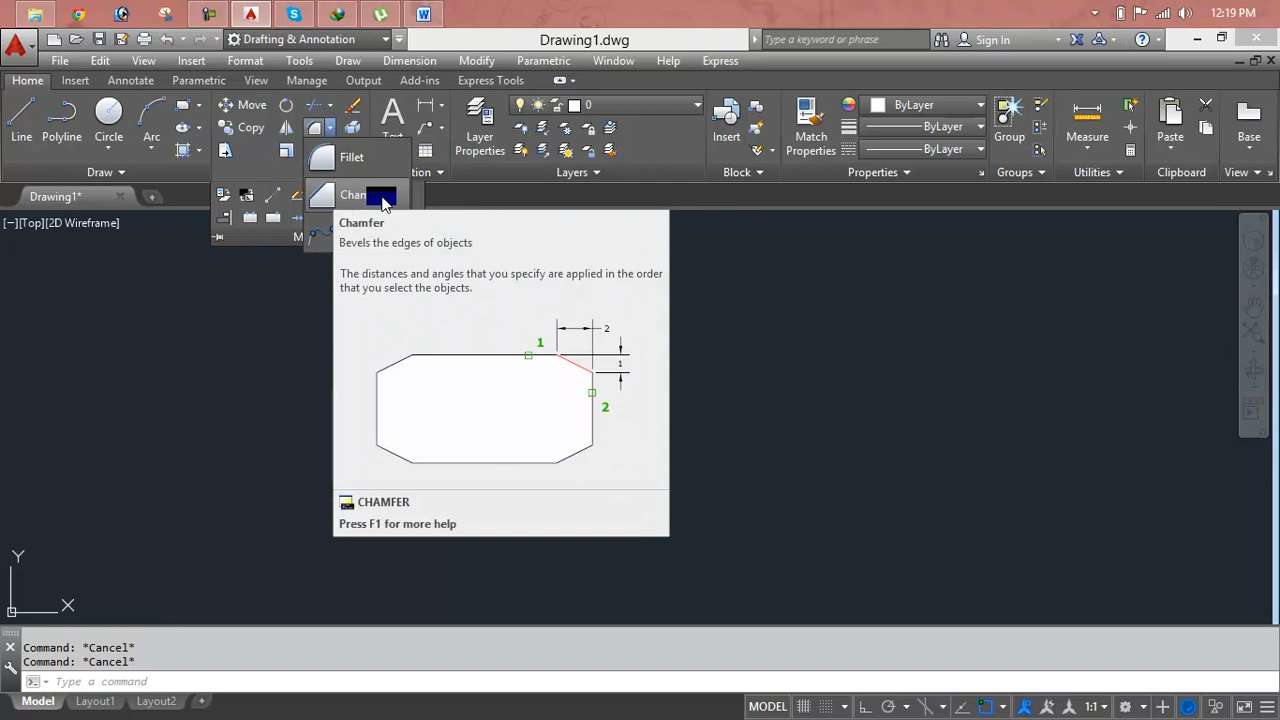 12:19 PM
Drafting & Annotation
Drawing1.dwg
Type a keyword or phrase
Sign In
File Edit View Insert Format Tools Draw Dimension Modify Parametric Window Help Express
Home Insert Annotate Parametric View Manage Output Add-ins Express Tools
Move
Copy
Line Polyline Circle Arc
Layer Properties
0
Insert
Match Properties
ByLayer
ByLayer
ByLayer
Group
Measure
Paste
Base
Draw
Layers
Block
Properties
Groups
Utilities
Clipboard
View
Fillet
Drawing1*
[−][Top][2D Wireframe]
Chamfer
Bevels the edges of objects
The distances and angles that you specify are applied in the order
that you select the objects.
2
1
1
2
CHAMFER
Press F1 for more help
Y
X
Command: *Cancel*
Command: *Cancel*
Type a command
Model Layout1 Layout2
MODEL
1:1